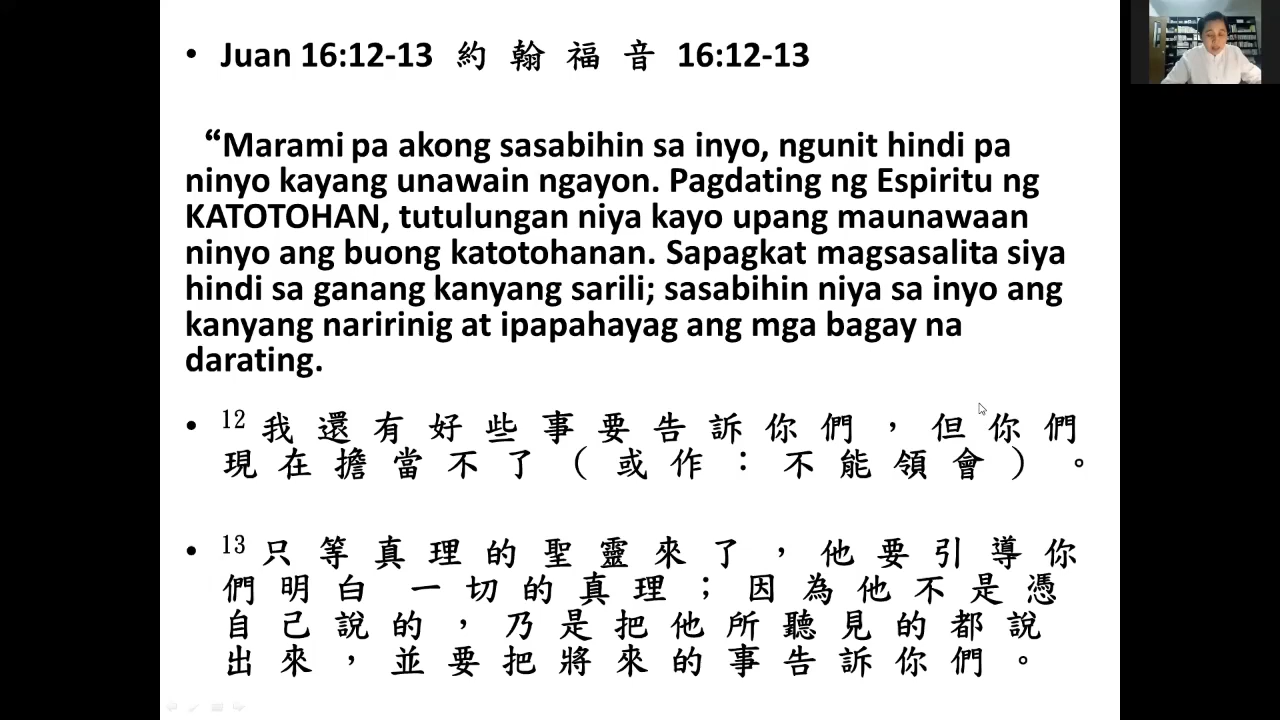 • Juan 16:12-13 約翰福音 16:12-13
“Marami pa akong sasabihin sa inyo, ngunit hindi pa
ninyo kayang unawain ngayon. Pagdating ng Espiritu ng
KATOTOHAN, tutulungan niya kayo upang maunawaan
ninyo ang buong katotohanan. Sapagkat magsasalita siya
hindi sa ganang kanyang sarili; sasabihin niya sa inyo ang
kanyang naririnig at ipapahayag ang mga bagay na
darating.
• 12 我還有好些事要告訴你們，但你們
現在擔當不了（或作：不能領會）。
• 13 只等真理的聖靈來了，他要引導你
們明白一切的真理；因為他不是憑
自己說的，乃是把他所聽見的都說
出來，並要把將來的事告訴你們。